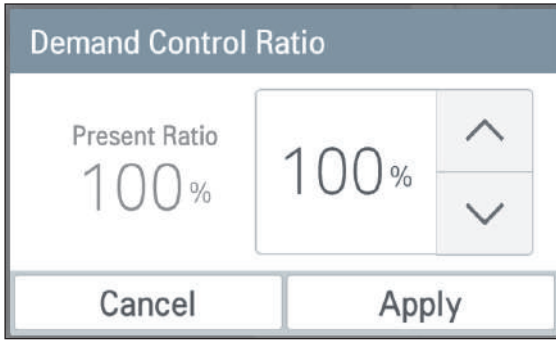 Demand Control Ratio
Present Ratio
100%
100%
Cancel
Apply